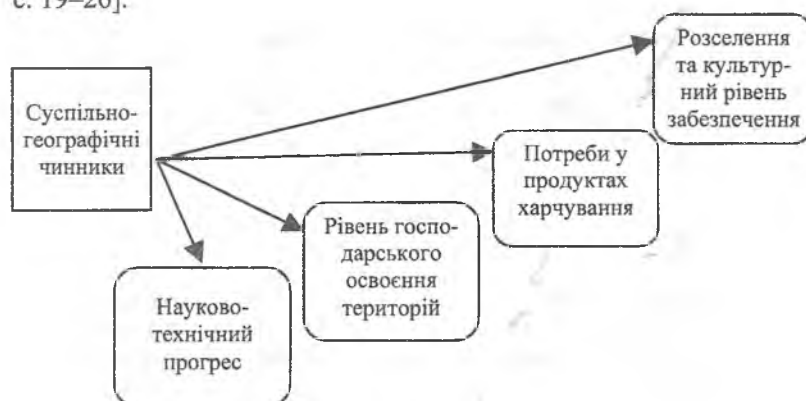 с. 19–20].
Суспільно-
географічні
чинники
Розселення
та культур-
ний рівень
забезпечення
Потреби у
продуктах
харчування
Рівень госпо-
дарського
освоєння
територій
Науково-
технічний
прогрес